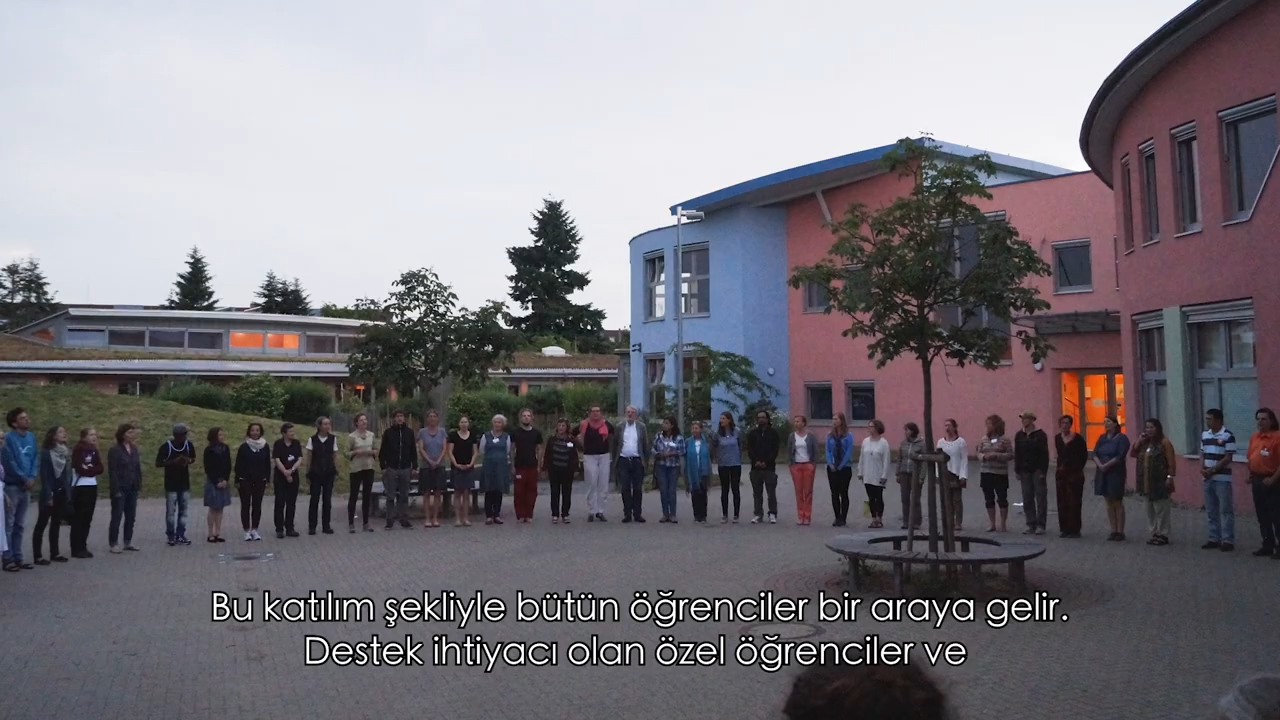 Bu katılım şekliyle bütün öğrenciler bir araya gelir.
Destek ihtiyacı olan özel öğrenciler ve